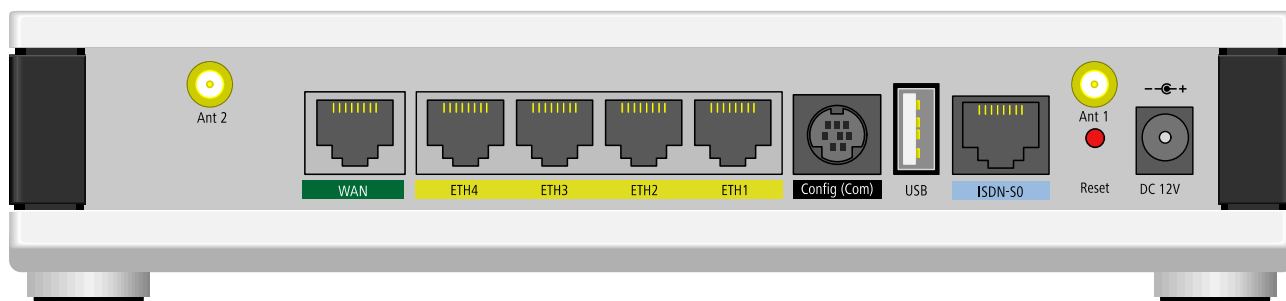 Ant 2
WAN
ETH4
ETH3
ETH2
ETH1
Config (Com)
USB
ISDN-S0
Ant 1
Reset
DC 12V